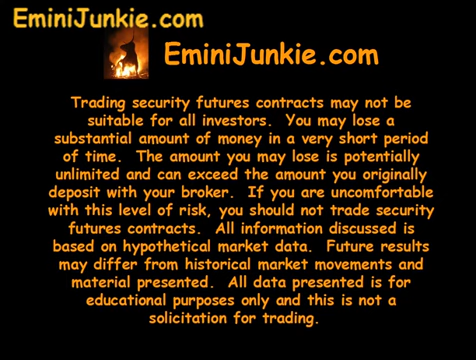 EminiJunkie.com
EminiJunkie.com
Trading security futures contracts may not be
suitable for all investors. You may lose a
substantial amount of money in a very short period
of time. The amount you may lose is potentially
unlimited and can exceed the amount you originally
deposit with your broker. If you are uncomfortable
with this level of risk, you should not trade security
futures contracts. All information discussed is
based on hypothetical market data. Future results
may differ from historical market movements and
material presented. All data presented is for
educational purposes only and this is not a
solicitation for trading.